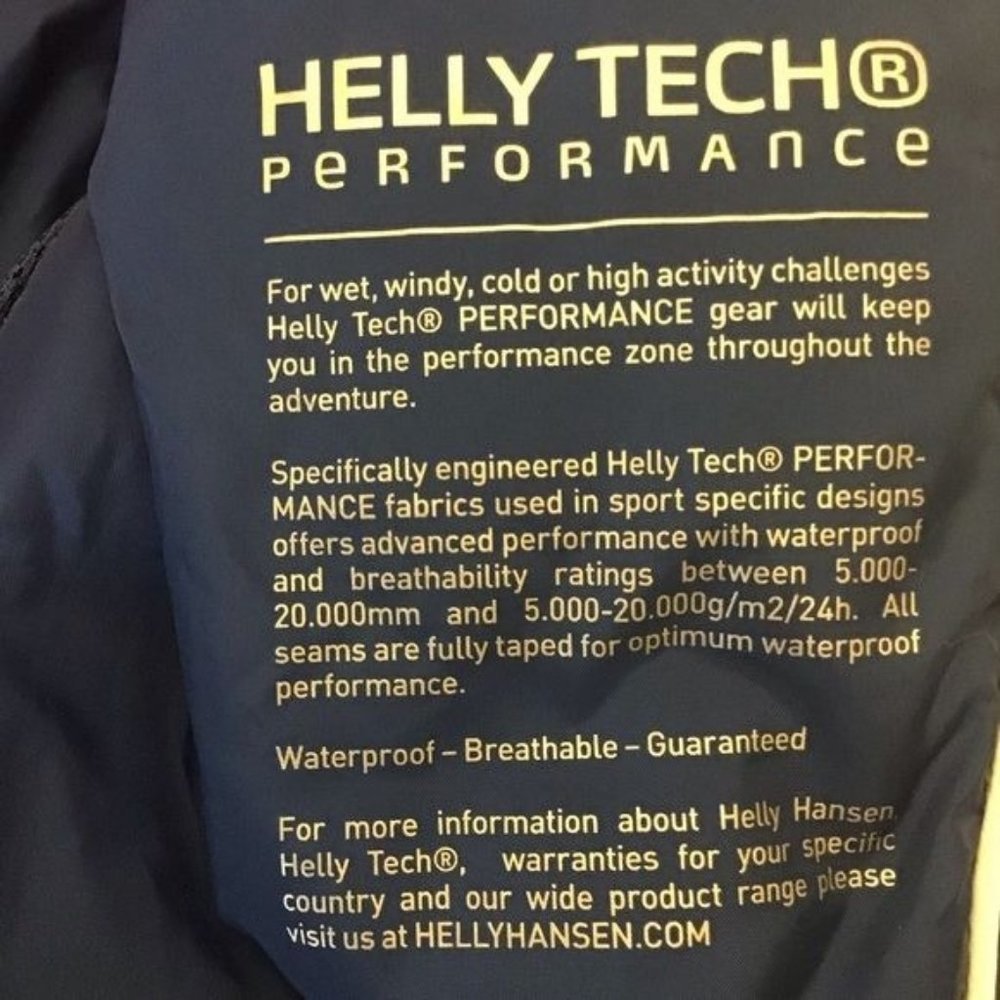 HELLY TECH®
PERFORMANCE
For wet, windy, cold or high activity challenges
Helly Tech® PERFORMANCE gear will keep
you in the performance zone throughout the
adventure.
Specifically engineered Helly Tech® PERFOR-
MANCE fabrics used in sport specific designs
offers advanced performance with waterproof
and breathability ratings between 5.000-
20.000mm and 5.000-20.000g/m2/24h. All
seams are fully taped for optimum waterproof
performance.
Waterproof – Breathable – Guaranteed
For more information about Helly Hansen,
Helly Tech®, warranties for your specific
country and our wide product range please
visit us at HELLYHANSEN.COM